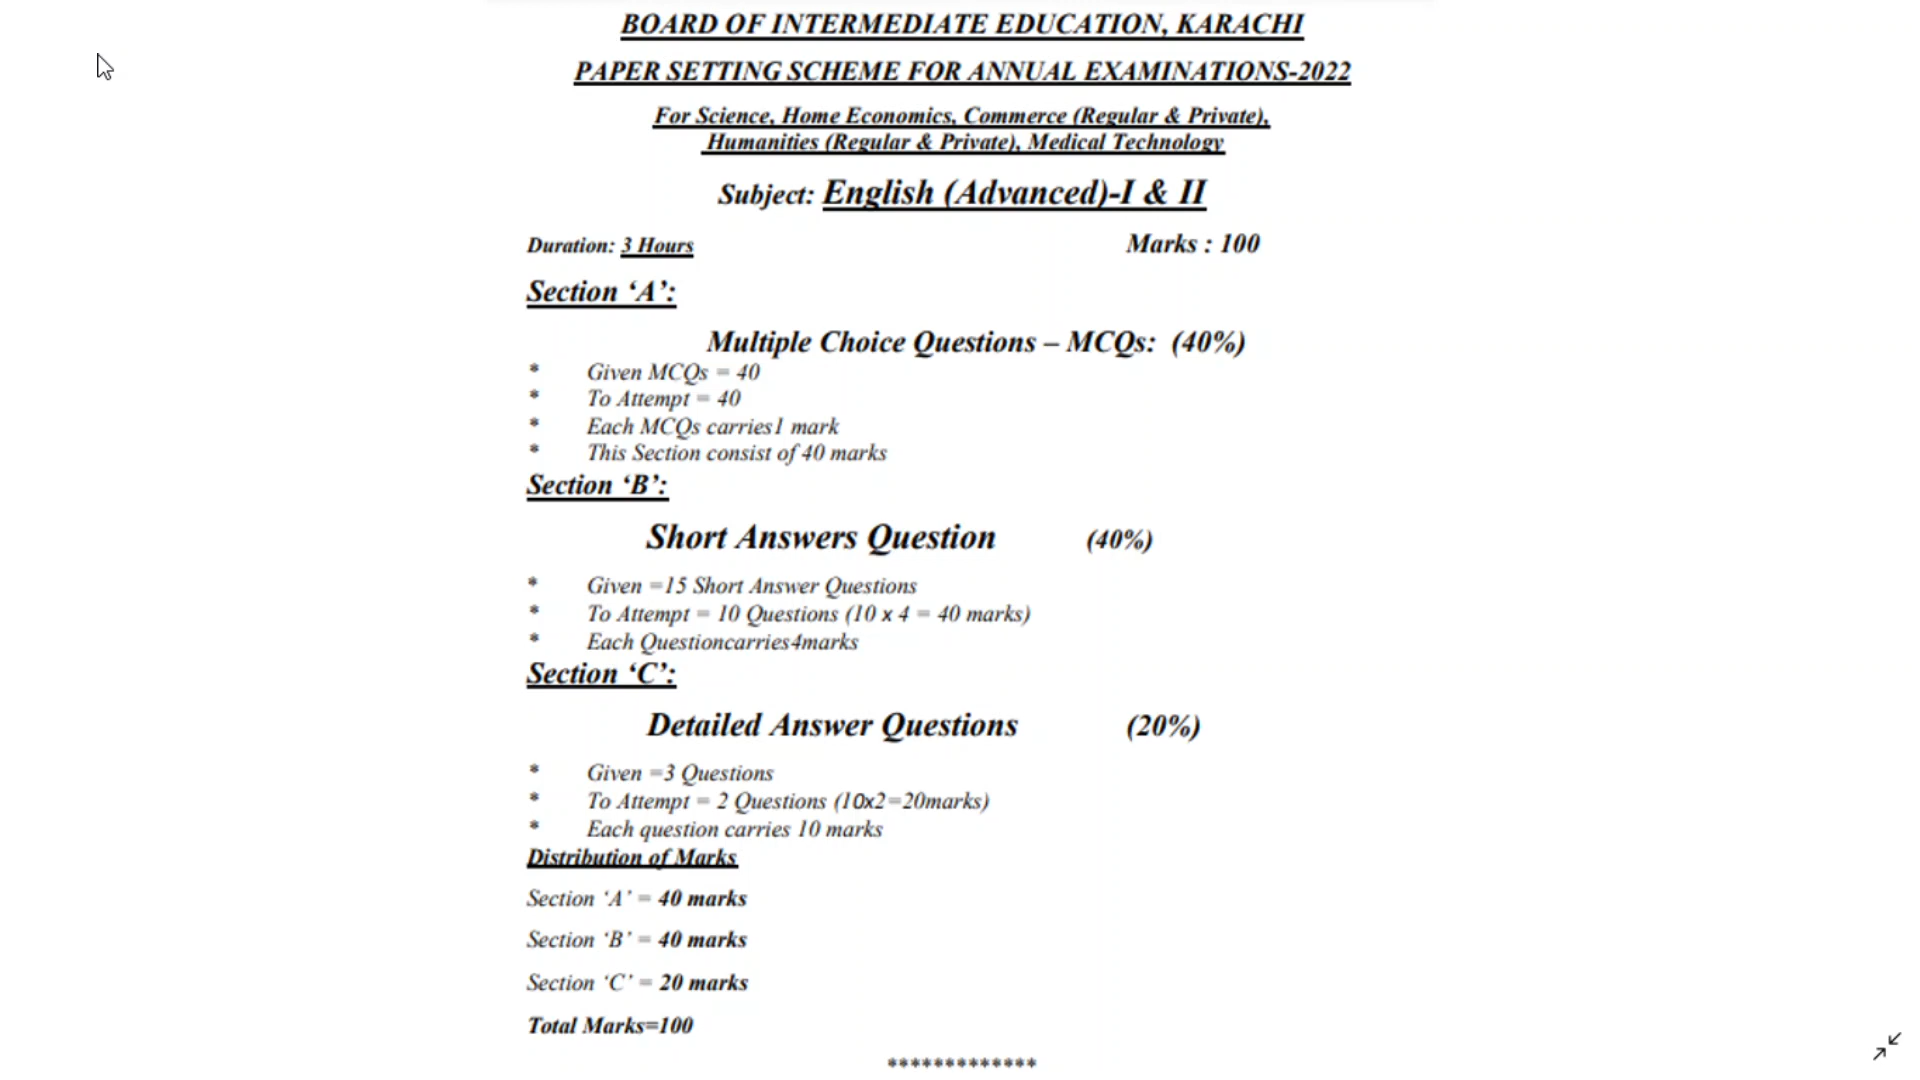 BOARD OF INTERMEDIATE EDUCATION, KARACHI
PAPER SETTING SCHEME FOR ANNUAL EXAMINATIONS-2022
For Science, Home Economics, Commerce (Regular & Private),
Humanities (Regular & Private), Medical Technology
Subject: English (Advanced)-I & II
Duration: 3 Hours Marks : 100
Section ‘A’:
Multiple Choice Questions – MCQs: (40%)
* Given MCQs = 40
* To Attempt = 40
* Each MCQs carries1 mark
* This Section consist of 40 marks
Section ‘B’:
Short Answers Question (40%)
* Given =15 Short Answer Questions
* To Attempt = 10 Questions (10 x 4 = 40 marks)
* Each Questioncarries4marks
Section ‘C’:
Detailed Answer Questions (20%)
* Given =3 Questions
* To Attempt = 2 Questions (10x2=20marks)
* Each question carries 10 marks
Distribution of Marks
Section ‘A’ = 40 marks
Section ‘B’ = 40 marks
Section ‘C’ = 20 marks
Total Marks=100
*************